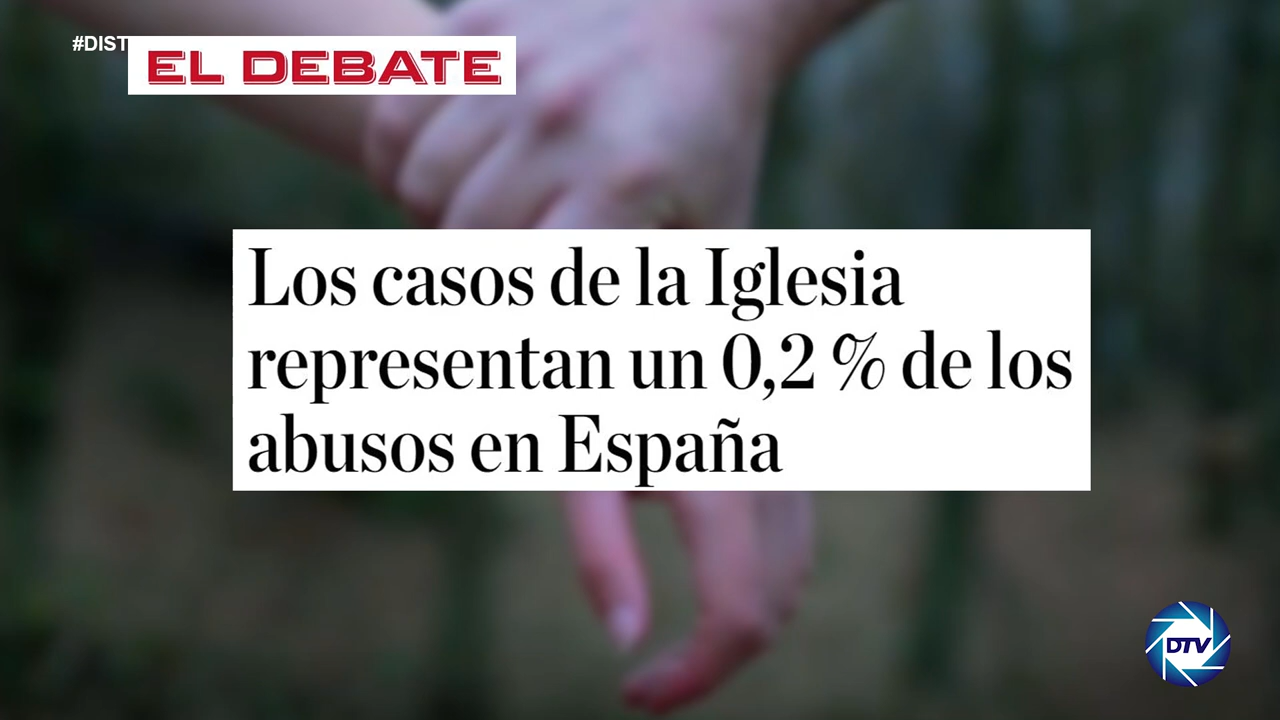 #DIST
EL DEBATE
Los casos de la Iglesia
representan un 0,2 % de los
abusos en España
DTV